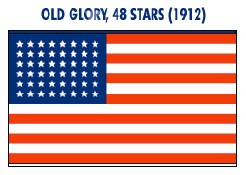 OLD GLORY, 48 STARS (1912)